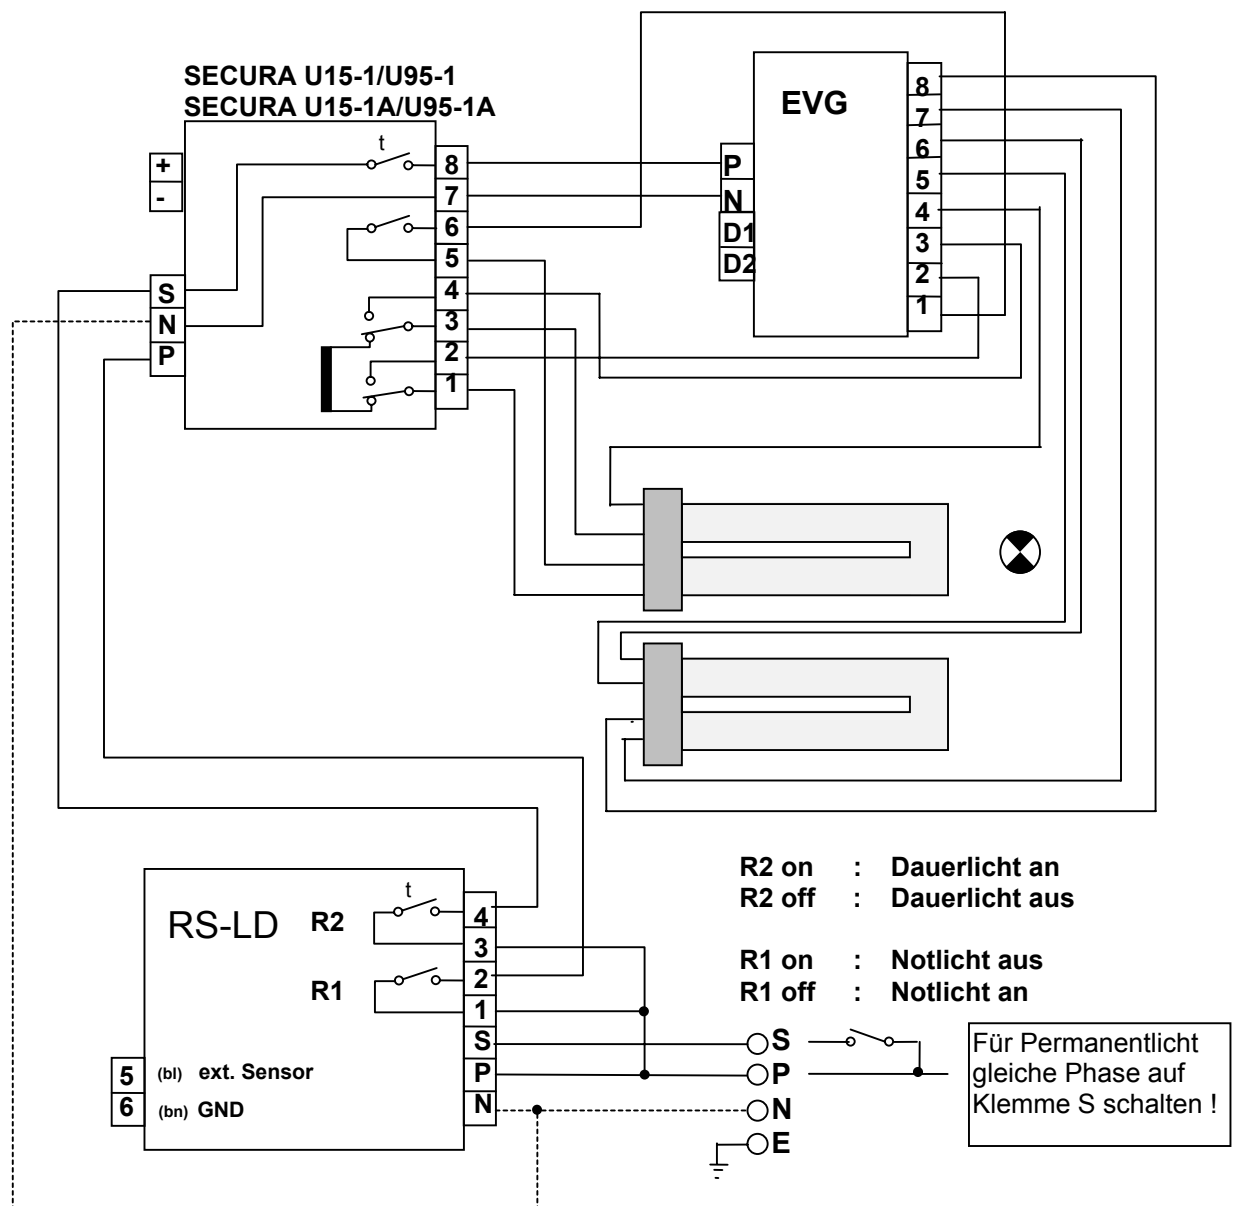 SECURA U15-1/U95-1
SECURA U15-1A/U95-1A
t
+
-
S
N
P
8
7
6
5
4
3
2
1
EVG
P
N
D1
D2
8
7
6
5
4
3
2
1
RS-LD
R2
t
R1
4
3
2
1
S
P
N
5 (bl) ext. Sensor
6 (bn) GND
R2 on : Dauerlicht an
R2 off : Dauerlicht aus
R1 on : Notlicht aus
R1 off : Notlicht an
S
P
N
E
Für Permanentlicht
gleiche Phase auf
Klemme S schalten !